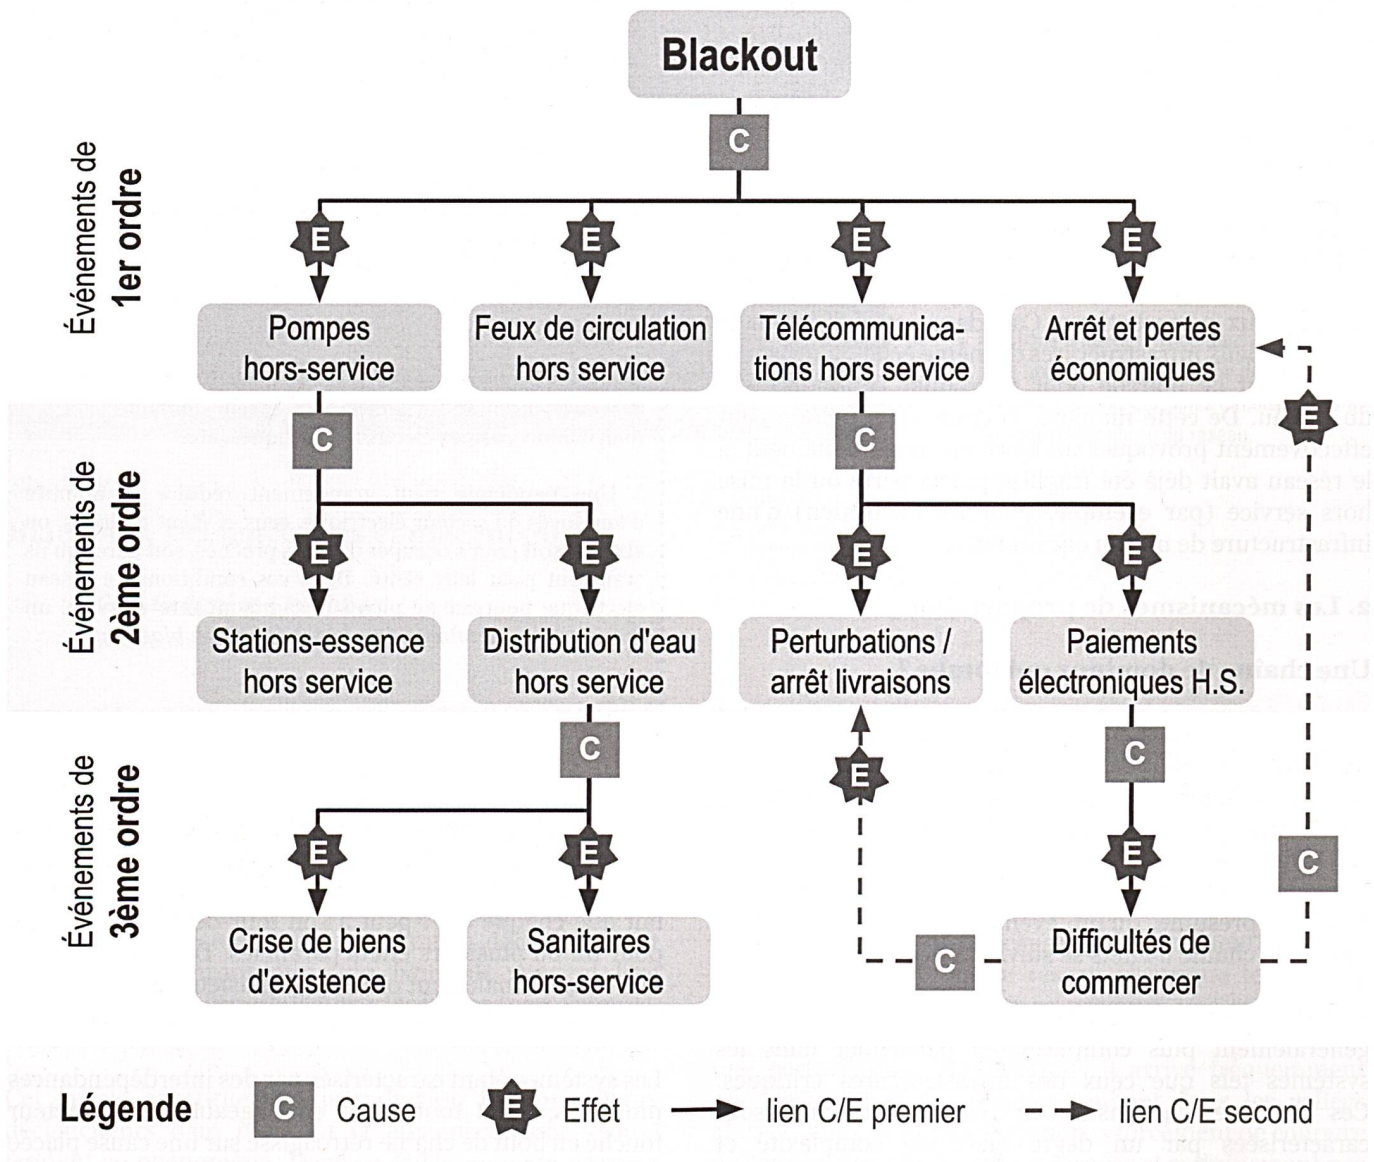 Blackout
C
Événements de
1er ordre
E
E
E
E
Pompes
hors-service
Feux de circulation
hors service
Télécommunica-
tions hors service
Arrêt et pertes
économiques
E
C
C
Événements de
2ème ordre
E
E
E
E
Stations-essence
hors service
Distribution d'eau
hors service
Perturbations /
arrêt livraisons
Paiements
électroniques H.S.
C
C
E
Événements de
3ème ordre
E
E
E
C
Crise de biens
d'existence
Sanitaires
hors-service
C
Difficultés de
commercer
Légende
C
Cause
E
Effet
lien C/E premier
lien C/E second